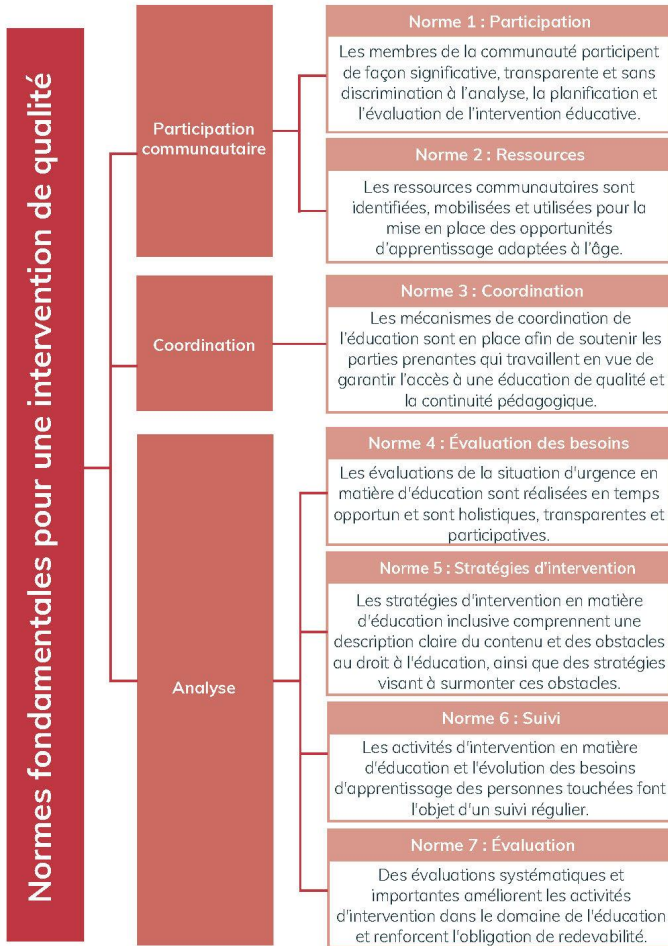 Normes fondamentales pour une intervention de qualité
Participation
communautaire
Norme 1 : Participation
Les membres de la communauté participent
de façon significative, transparente et sans
discrimination à l’analyse, la planification et
l’évaluation de l’intervention éducative.
Norme 2 : Ressources
Les ressources communautaires sont
identifiées, mobilisées et utilisées pour la
mise en place des opportunités
d’apprentissage adaptées à l’âge.
Coordination
Norme 3 : Coordination
Les mécanismes de coordination de
l’éducation sont en place afin de soutenir les
parties prenantes qui travaillent en vue de
garantir l’accès à une éducation de qualité et
la continuité pédagogique.
Analyse
Norme 4 : Évaluation des besoins
Les évaluations de la situation d'urgence en
matière d'éducation sont réalisées en temps
opportun et sont holistiques, transparentes et
participatives.
Norme 5 : Stratégies d’intervention
Les stratégies d'intervention en matière
d'éducation inclusive comprennent une
description claire du contenu et des obstacles
au droit à l'éducation, ainsi que des stratégies
visant à surmonter ces obstacles.
Norme 6 : Suivi
Les activités d'intervention en matière
d'éducation et l'évolution des besoins
d'apprentissage des personnes touchées font
l'objet d'un suivi régulier.
Norme 7 : Évaluation
Des évaluations systématiques et
importantes améliorent les activités
d'intervention dans le domaine de l'éducation
et renforcent l'obligation de redevabilité.